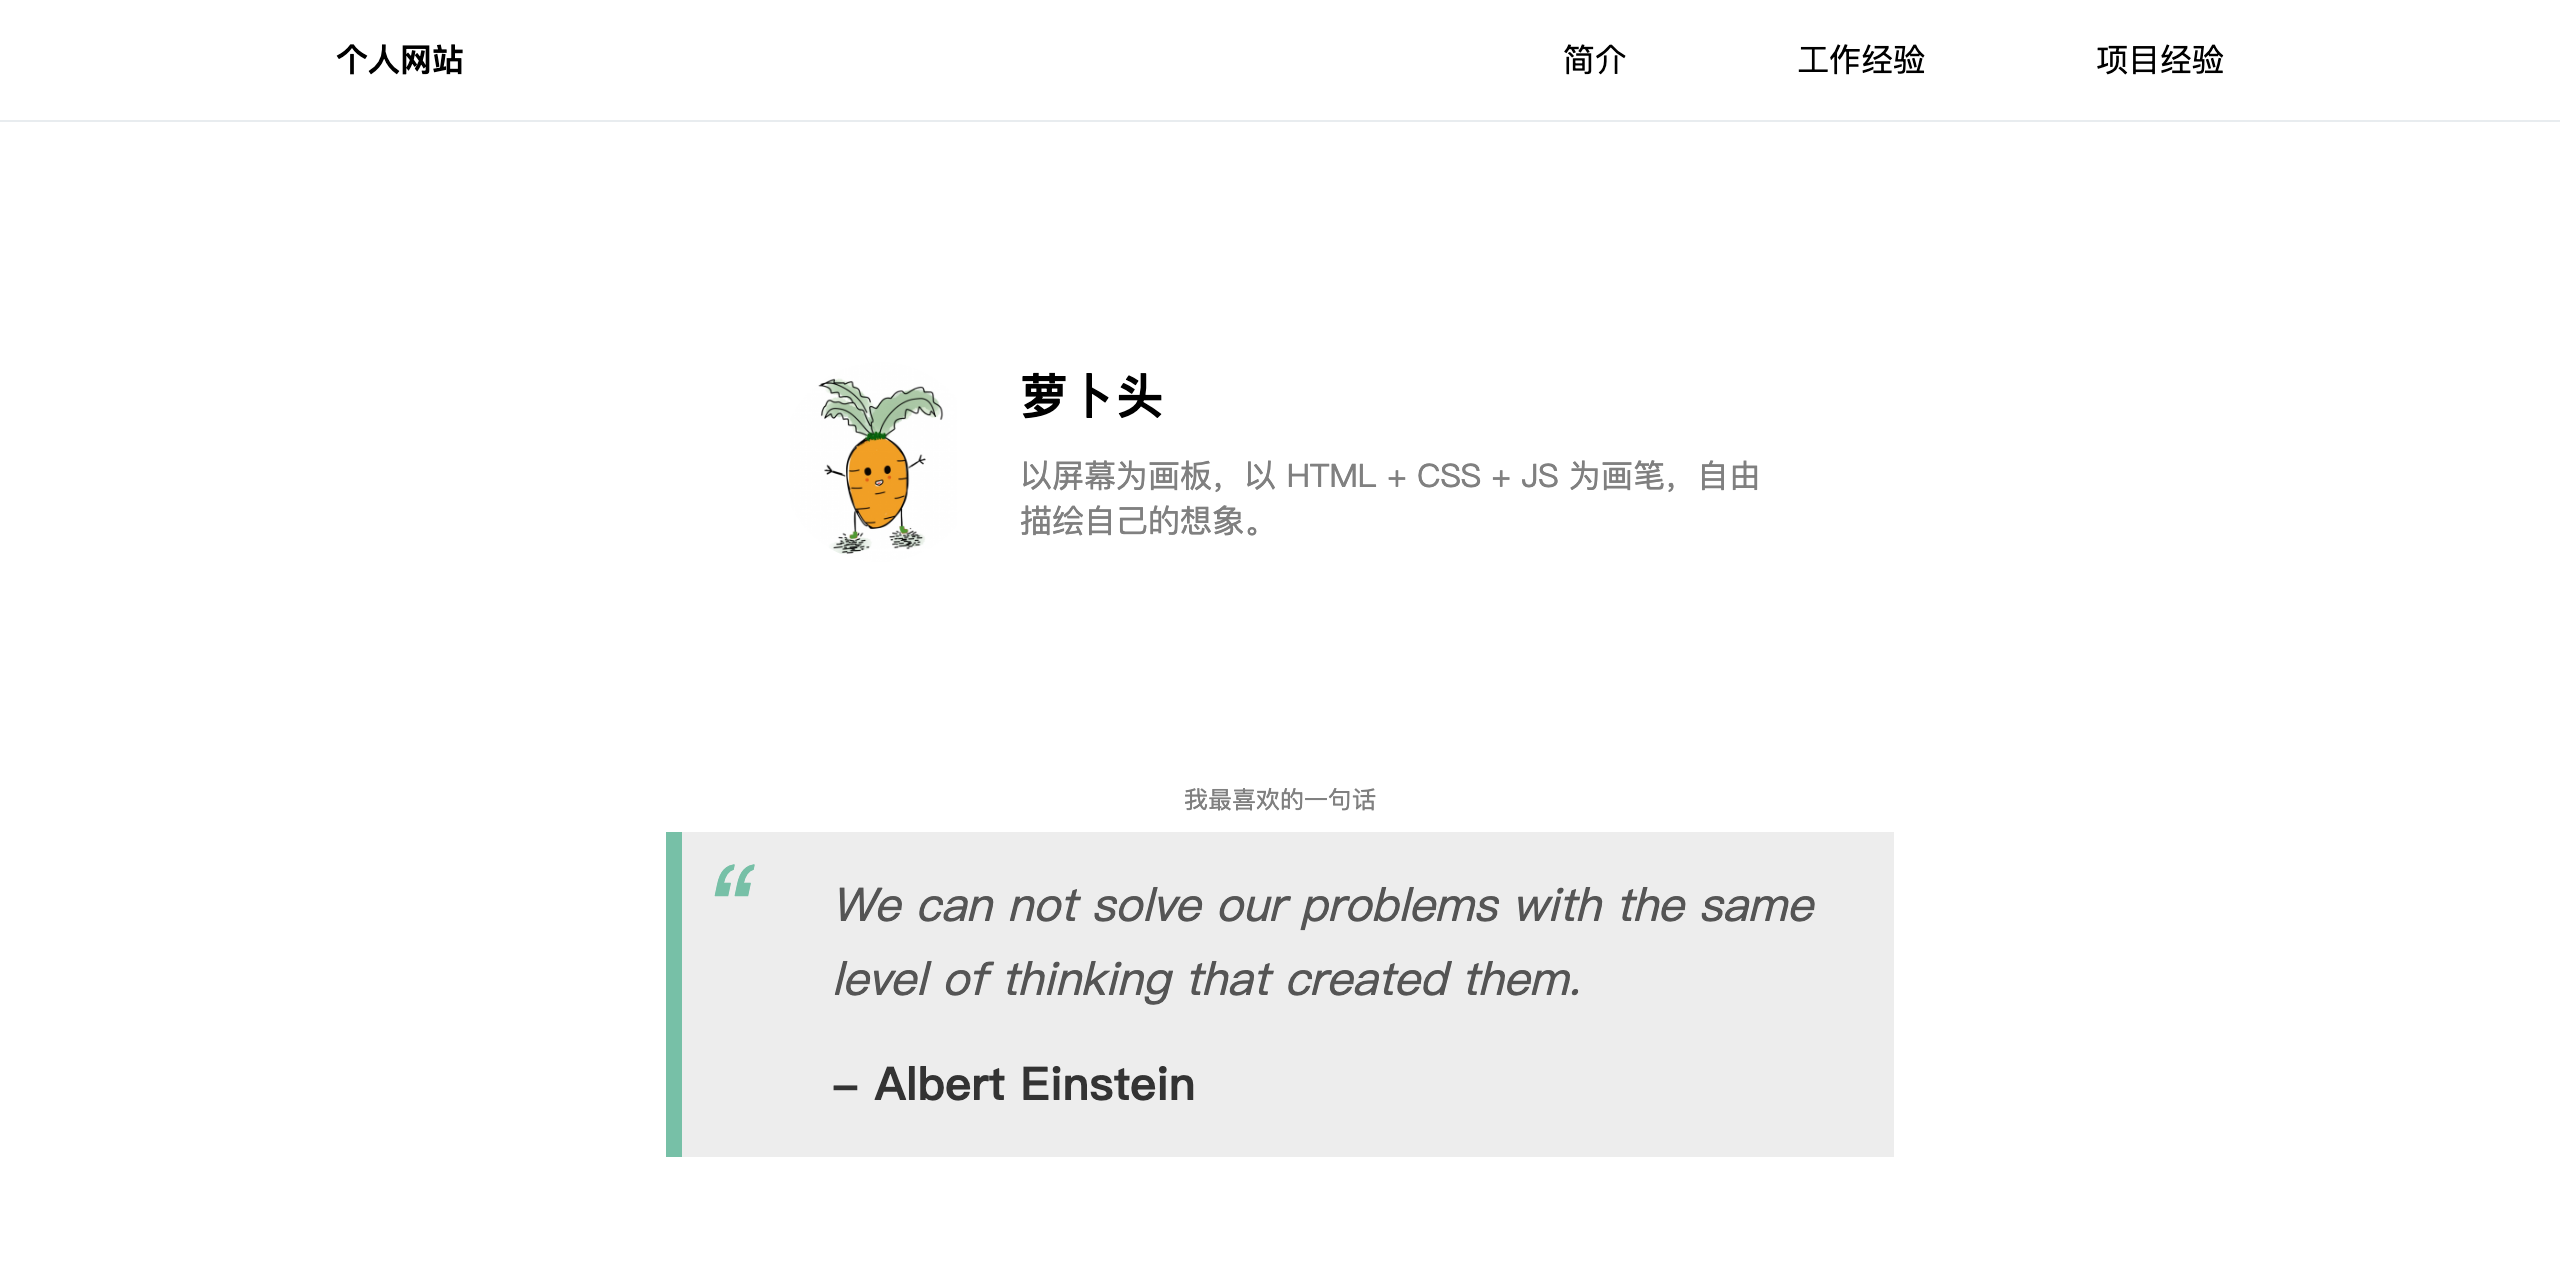 个人网站
简介
工作经验
项目经验
萝卜头
以屏幕为画板，以 HTML + CSS + JS 为画笔，自由
描绘自己的想象。
我最喜欢的一句话
“
We can not solve our problems with the same
level of thinking that created them.
– Albert Einstein